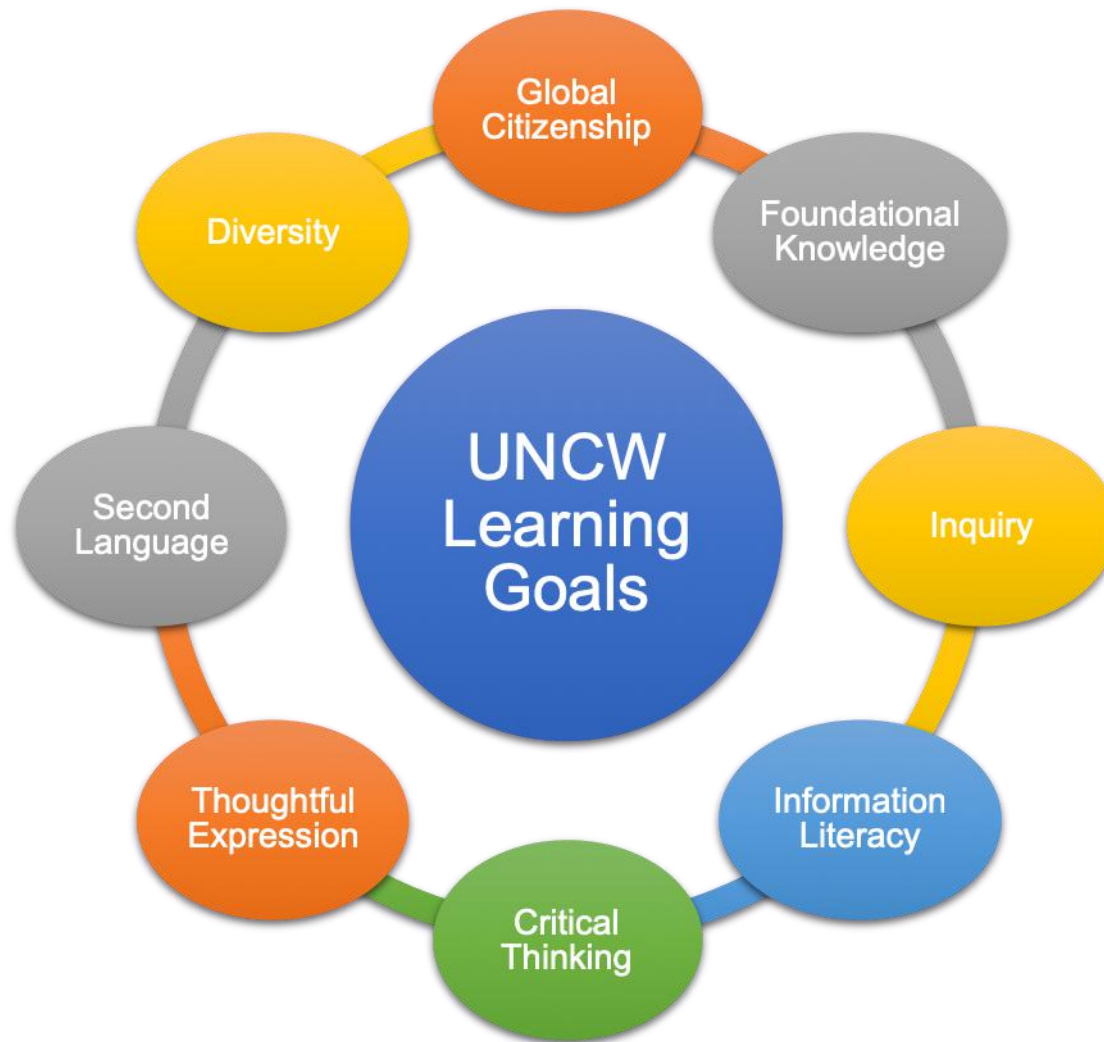 Global
Citizenship
Foundational
Knowledge
Inquiry
Information
Literacy
Critical
Thinking
Thoughtful
Expression
Second
Language
Diversity
UNCW
Learning
Goals